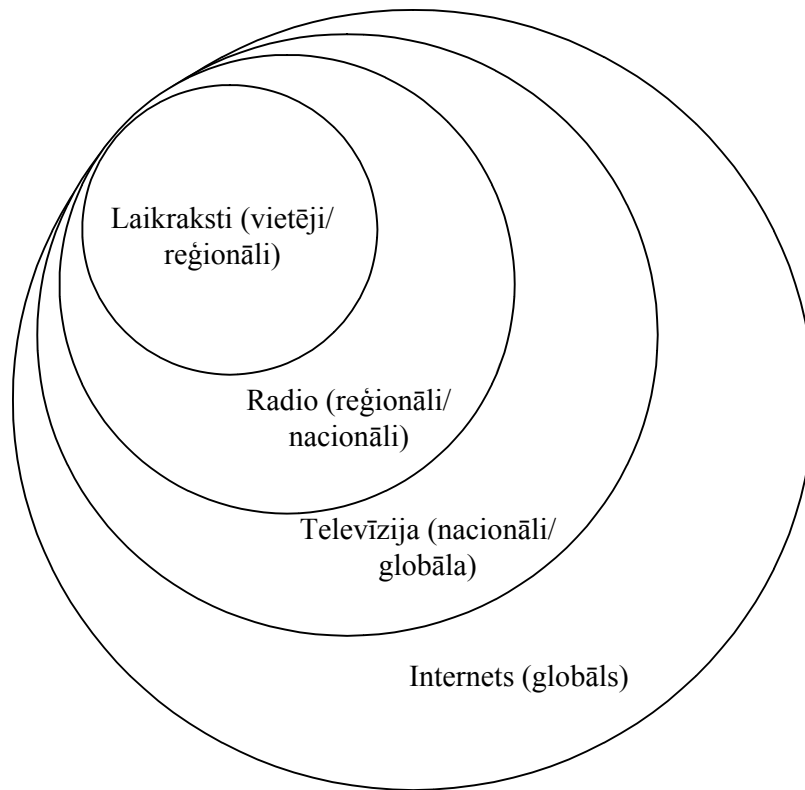 Laikraksti (vietēji/
reģionāli)
Radio (reģionāli/
nacionāli)
Televīzija (nacionāli/
globāla)
Internets (globāls)